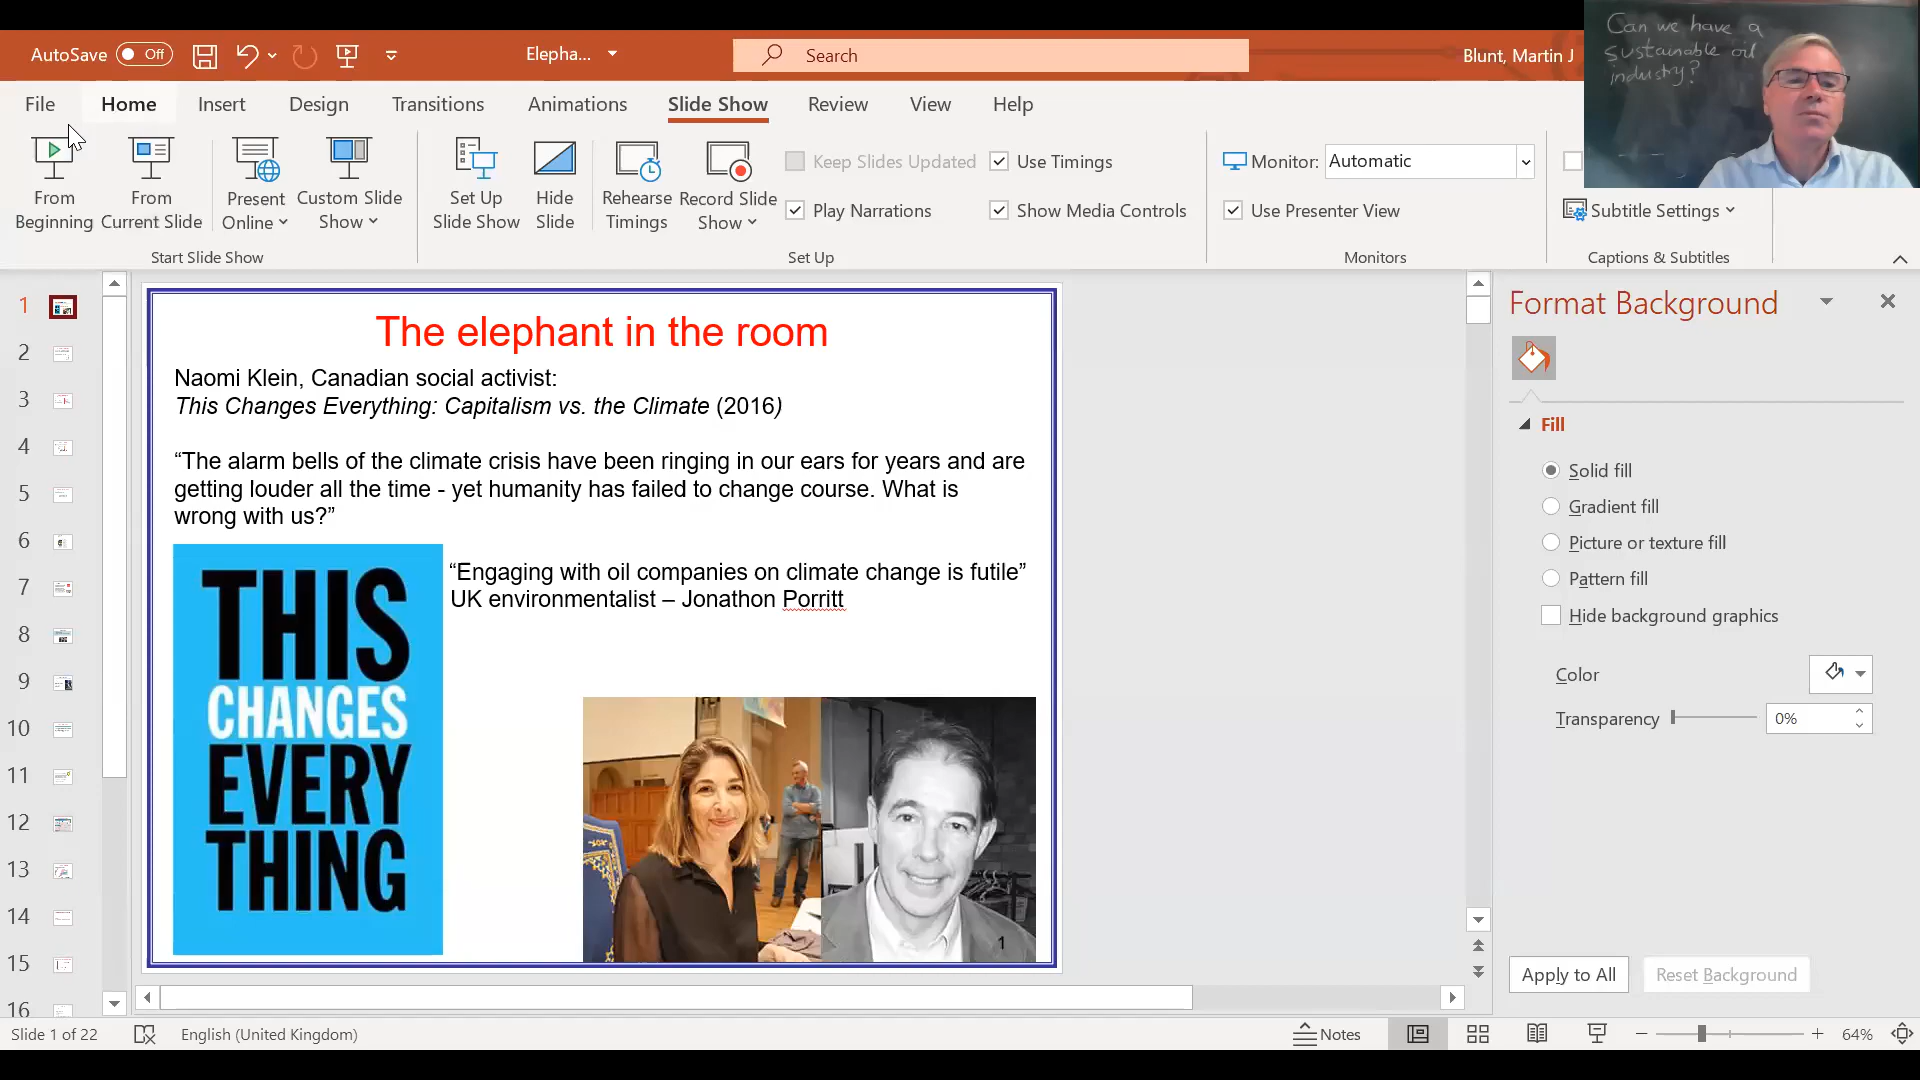 AutoSave Off
Elepha...
Search
Blunt, Martin J
Can we have a
sustainable oil
industry?
File Home Insert Design Transitions Animations Slide Show Review View Help
From
Beginning
From
Current Slide
Present
Online
Custom Slide
Show
Start Slide Show
Set Up
Slide Show
Hide
Slide
Rehearse
Timings
Record Slide
Show
Keep Slides Updated
Play Narrations
Use Timings
Show Media Controls
Set Up
Monitor: Automatic
Use Presenter View
Monitors
Subtitle Settings
Captions & Subtitles
1
2
3
4
5
6
7
8
9
10
11
12
13
14
15
16
The elephant in the room
Naomi Klein, Canadian social activist:
This Changes Everything: Capitalism vs. the Climate (2016)
“The alarm bells of the climate crisis have been ringing in our ears for years and are
getting louder all the time - yet humanity has failed to change course. What is
wrong with us?”
THIS
CHANGES
EVERY
THING
“Engaging with oil companies on climate change is futile”
UK environmentalist – Jonathon Porritt
1
Format Background
Fill
Solid fill
Gradient fill
Picture or texture fill
Pattern fill
Hide background graphics
Color
Transparency 0%
Apply to All
Reset Background
Slide 1 of 22
English (United Kingdom)
Notes
64%